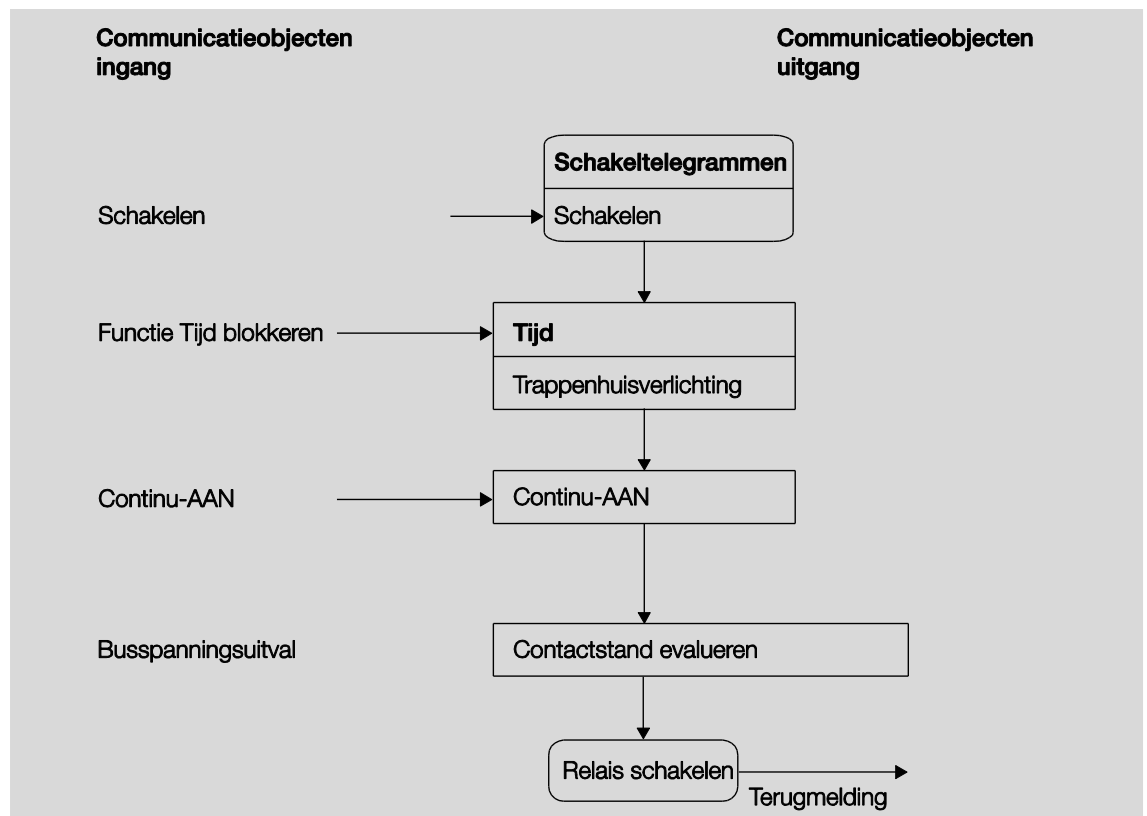 Communicatieobjecten
ingang
Communicatieobjecten
uitgang
Schakeltelegrammen
Schakelen
Schakelen
Functie Tijd blokkeren
Tijd
Trappenhuisverlichting
Continu-AAN
Continu-AAN
Busspanningsuitval
Contactstand evalueren
Relais schakelen
Terugmelding